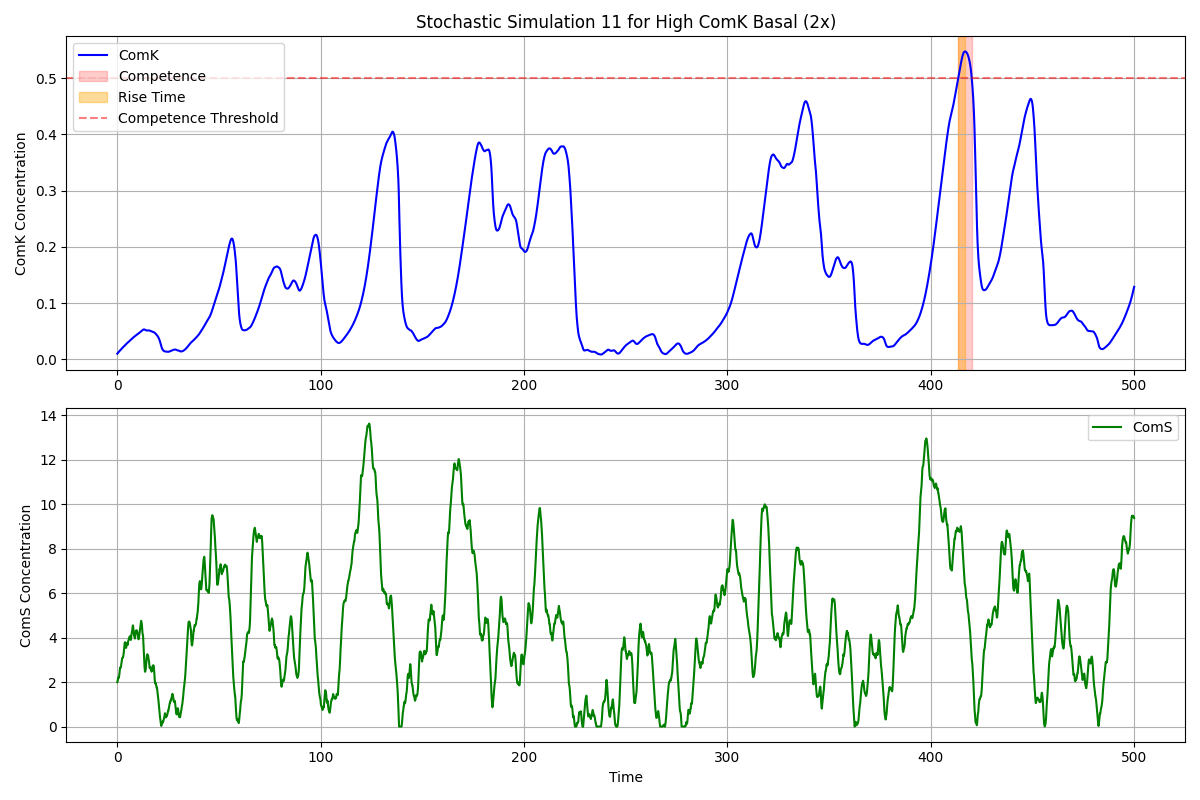 Stochastic Simulation 11 for High ComK Basal (2x)
ComK Concentration
0.5
0.4
0.3
0.2
0.1
0.0
ComK
Competence
Rise Time
Competence Threshold
0 100 200 300 400 500
ComS Concentration
14
12
10
8
6
4
2
0
ComS
0 100 200 300 400 500
Time